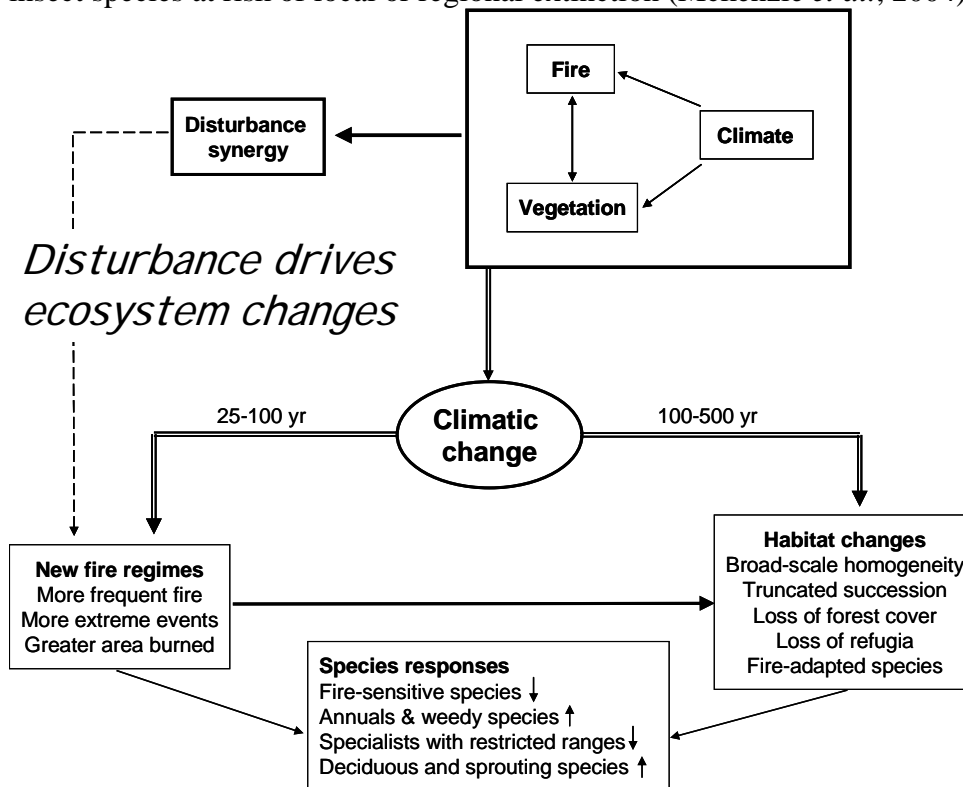 insect species at risk of local or regional extinction (McKenzie et al., 2004)
Fire
Climate
Vegetation
Disturbance
synergy
Disturbance drives
ecosystem changes
Climatic
change
25-100 yr
100-500 yr
New fire regimes
More frequent fire
More extreme events
Greater area burned
Habitat changes
Broad-scale homogeneity
Truncated succession
Loss of forest cover
Loss of refugia
Fire-adapted species
Species responses
Fire-sensitive species ↓
Annuals & weedy species ↑
Specialists with restricted ranges ↓
Deciduous and sprouting species ↑